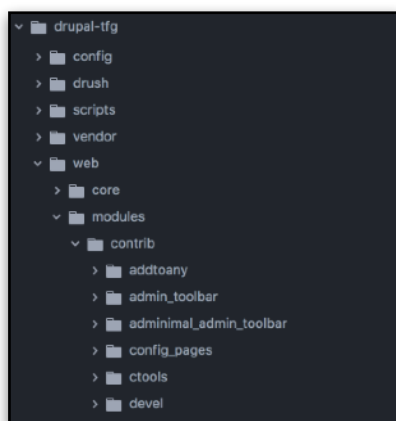 drupal-tfg
config
drush
scripts
vendor
web
core
modules
contrib
addtoany
admin_toolbar
adminimal_admin_toolbar
config_pages
ctools
devel